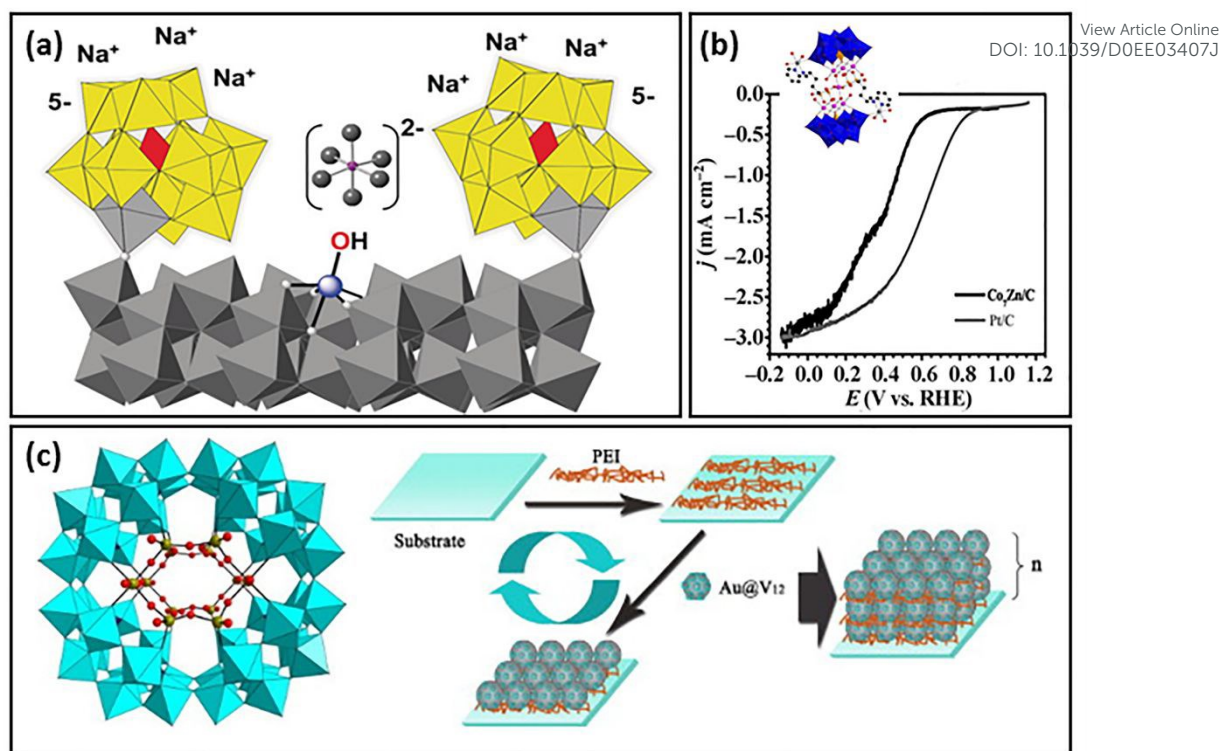 View Article Online
DOI: 10.1039/D0EE03407J
(a)
Na⁺
Na⁺
Na⁺
5-
2-
Na⁺
Na⁺
Na⁺
5-
OH
(b)
0.0
−0.5
−1.0
−1.5
−2.0
−2.5
−3.0
j (mA cm⁻²)
Co₇Zn/C
Pt/C
−0.2 0.0 0.2 0.4 0.6 0.8 1.0 1.2
E (V vs. RHE)
(c)
PEI
Substrate
Au@V₁₂
n